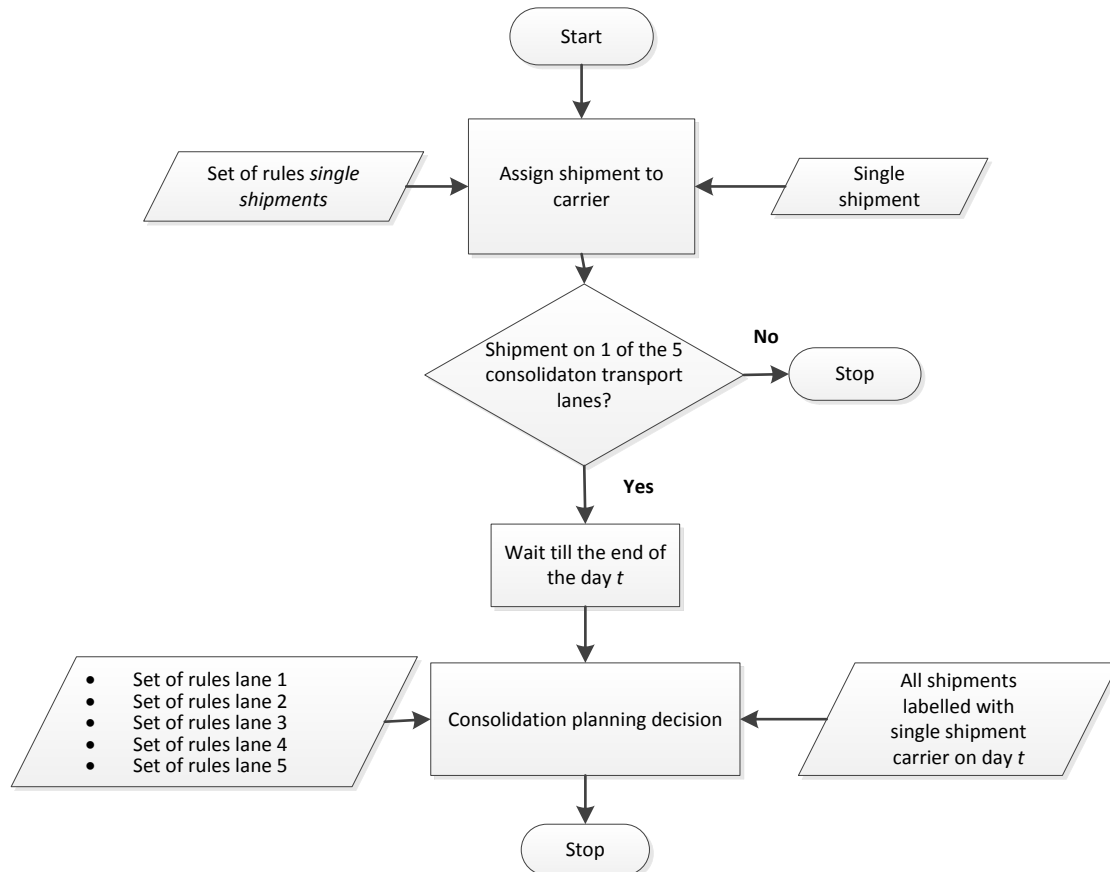 Start
Set of rules single
shipments
Assign shipment to
carrier
Single
shipment
Shipment on 1 of the 5
consolidaton transport
lanes?
No
Stop
Yes
Wait till the end of
the day t
• Set of rules lane 1
• Set of rules lane 2
• Set of rules lane 3
• Set of rules lane 4
• Set of rules lane 5
Consolidation planning decision
All shipments
labelled with
single shipment
carrier on day t
Stop